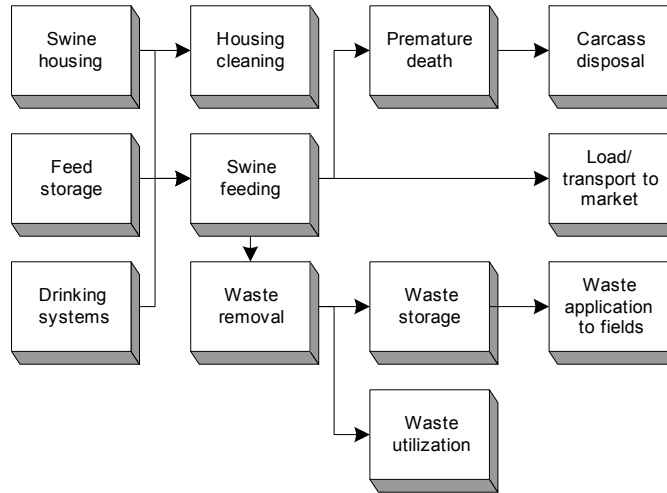 Swine
housing
Housing
cleaning
Premature
death
Carcass
disposal
Feed
storage
Swine
feeding
Load/
transport to
market
Drinking
systems
Waste
removal
Waste
storage
Waste
application
to fields
Waste
utilization